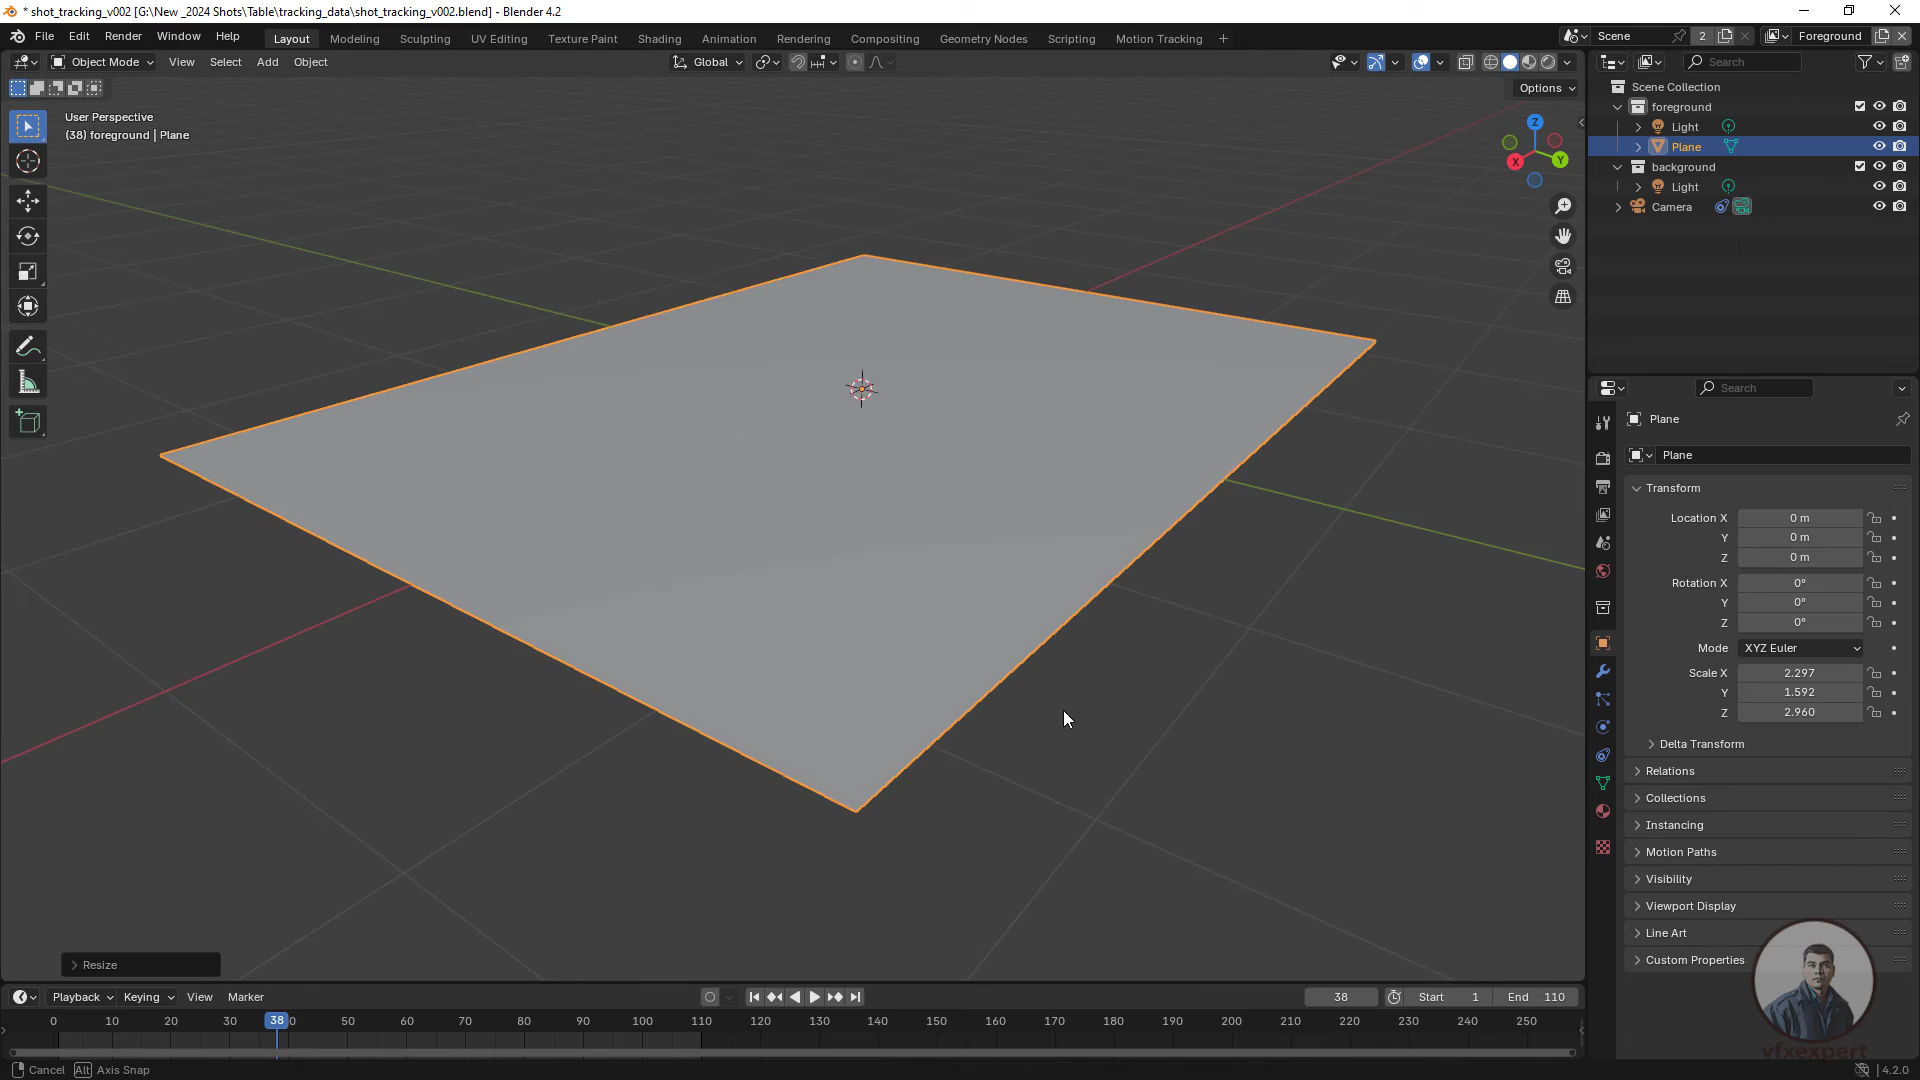 * shot_tracking_v002 [G:\New _2024 Shots\Table\tracking_data\shot_tracking_v002.blend] - Blender 4.2
File Edit Render Window Help
Layout Modeling Sculpting UV Editing Texture Paint Shading Animation Rendering Compositing Geometry Nodes Scripting Motion Tracking +
Scene 2
Foreground
Object Mode View Select Add Object
Global
Options
Search
User Perspective
(38) foreground | Plane
Z
X
Y
Scene Collection
foreground
Light
Plane
background
Light
Camera
Search
Plane
Plane
Transform
Location X 0 m
Y 0 m
Z 0 m
Rotation X 0°
Y 0°
Z 0°
Mode XYZ Euler
Scale X 2.297
Y 1.592
Z 2.960
Delta Transform
Relations
Collections
Instancing
Motion Paths
Visibility
Viewport Display
Line Art
Custom Properties
Resize
Playback Keying View Marker
38 Start 1 End 110
0 10 20 30 38 0 50 60 70 80 90 100 110 120 130 140 150 160 170 180 190 200 210 220 230 240 250
Cancel Alt Axis Snap
4.2.0
vfxexpert